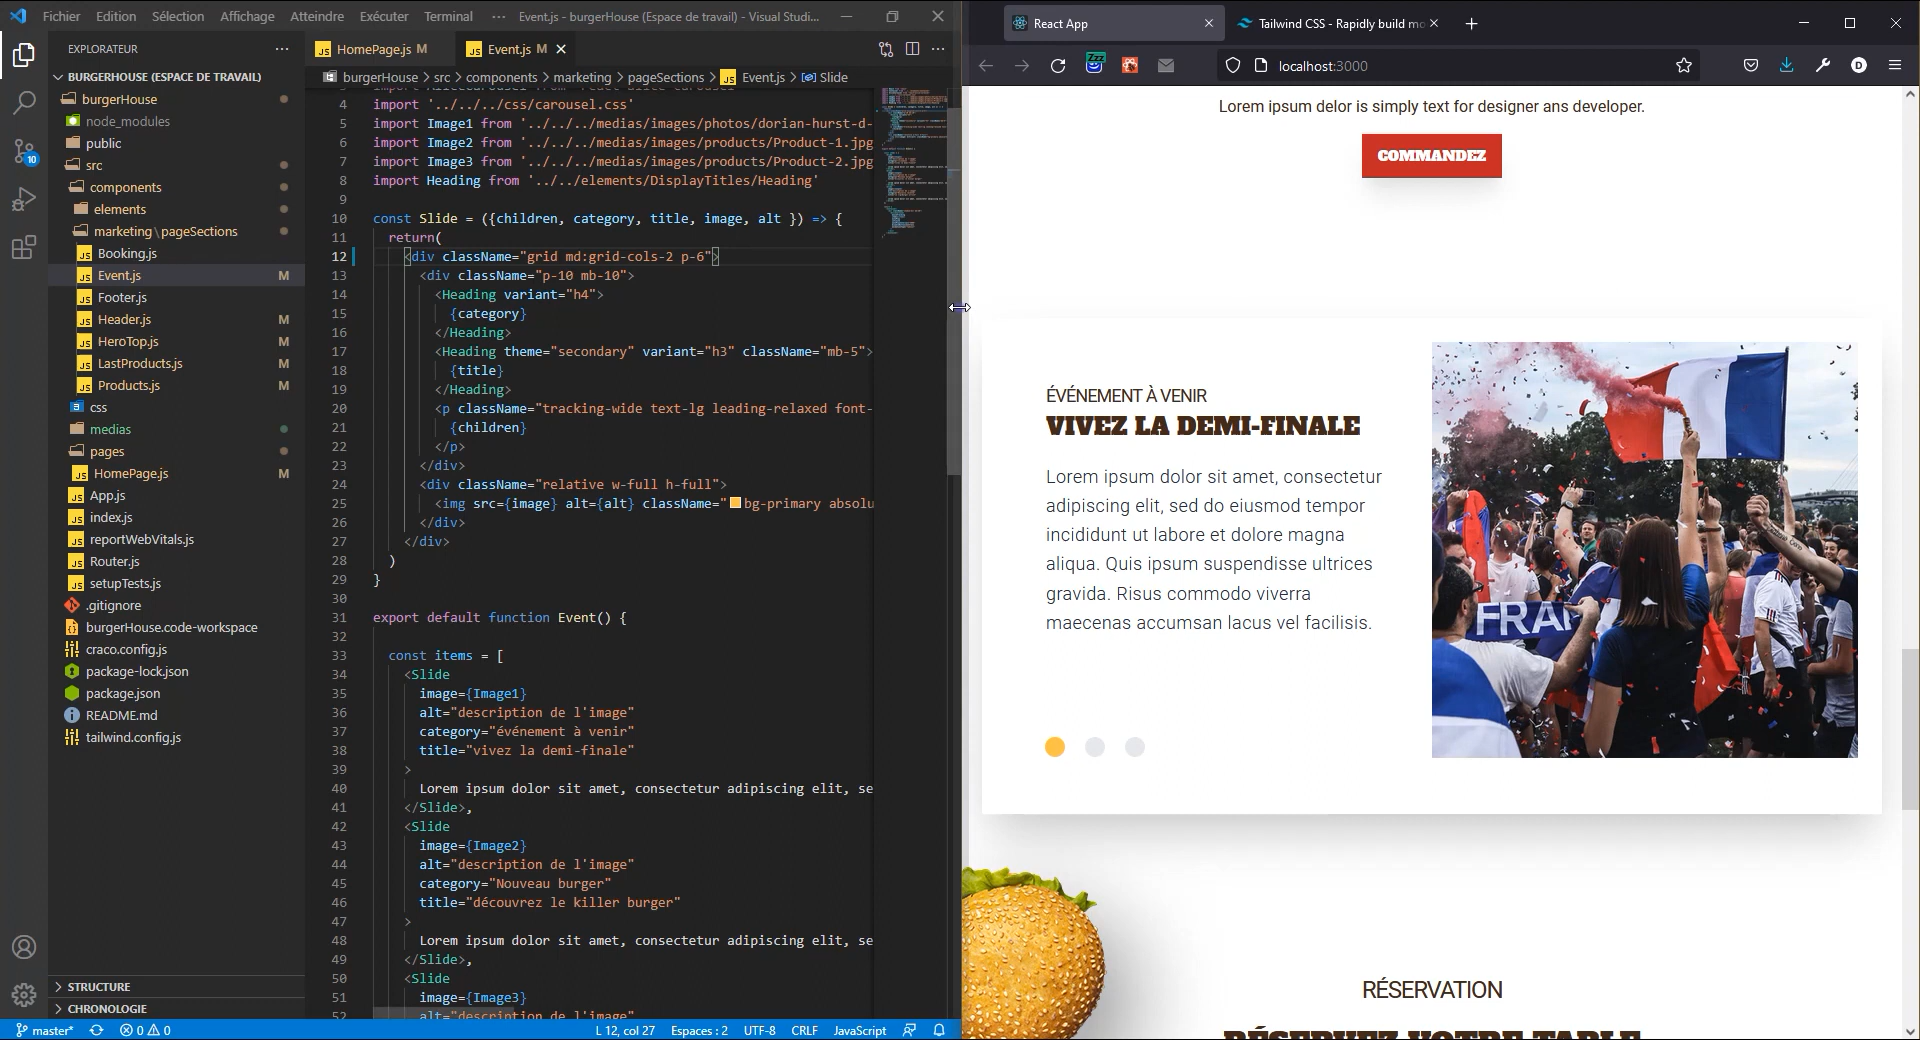 Fichier Edition Sélection Affichage Atteindre Exécuter Terminal ··· Event.js - burgerHouse (Espace de travail) - Visual Studi...
EXPLORATEUR
BURGERHOUSE (ESPACE DE TRAVAIL)
burgerHouse
node_modules
public
src
components
elements
marketing\pageSections
Booking.js
Event.js M
Footer.js
Header.js M
HeroTop.js M
LastProducts.js M
Products.js M
css
medias
pages
HomePage.js M
App.js
index.js
reportWebVitals.js
Router.js
setupTests.js
.gitignore
burgerHouse.code-workspace
craco.config.js
package-lock.json
package.json
README.md
tailwind.config.js
STRUCTURE
CHRONOLOGIE
10
HomePage.js M Event.js M
burgerHouse > src > components > marketing > pageSections > Event.js > Slide
4 import '../../../css/carousel.css'
5 import Image1 from '../../../medias/images/photos/dorian-hurst-d-
6 import Image2 from '../../../medias/images/products/Product-1.jpg
7 import Image3 from '../../../medias/images/products/Product-2.jpg
8 import Heading from '../../elements/DisplayTitles/Heading'
9
10 const Slide = ({children, category, title, image, alt }) => {
11 return(
12 <div className="grid md:grid-cols-2 p-6">
13 <div className="p-10 mb-10">
14 <Heading variant="h4">
15 {category}
16 </Heading>
17 <Heading theme="secondary" variant="h3" className="mb-5">
18 {title}
19 </Heading>
20 <p className="tracking-wide text-lg leading-relaxed font-
21 {children}
22 </p>
23 </div>
24 <div className="relative w-full h-full">
25 <img src={image} alt={alt} className="bg-primary absolu
26 </div>
27 </div>
28 )
29 }
30
31 export default function Event() {
32
33 const items = [
34 <Slide
35 image={Image1}
36 alt="description de l'image"
37 category="événement à venir"
38 title="vivez la demi-finale"
39 >
40 Lorem ipsum dolor sit amet, consectetur adipiscing elit, se
41 </Slide>,
42 <Slide
43 image={Image2}
44 alt="description de l'image"
45 category="Nouveau burger"
46 title="découvrez le killer burger"
47 >
48 Lorem ipsum dolor sit amet, consectetur adipiscing elit, se
49 </Slide>,
50 <Slide
51 image={Image3}
52 alt="description de l'image"
master* 0 0 L 12, col 27 Espaces : 2 UTF-8 CRLF JavaScript
React App Tailwind CSS - Rapidly build mo
localhost:3000
Lorem ipsum delor is simply text for designer ans developer.
COMMANDEZ
ÉVÉNEMENT À VENIR
VIVEZ LA DEMI-FINALE
Lorem ipsum dolor sit amet, consectetur
adipiscing elit, sed do eiusmod tempor
incididunt ut labore et dolore magna
aliqua. Quis ipsum suspendisse ultrices
gravida. Risus commodo viverra
maecenas accumsan lacus vel facilisis.
FRA
RÉSERVATION
RÉSERVEZ VOTRE TABLE